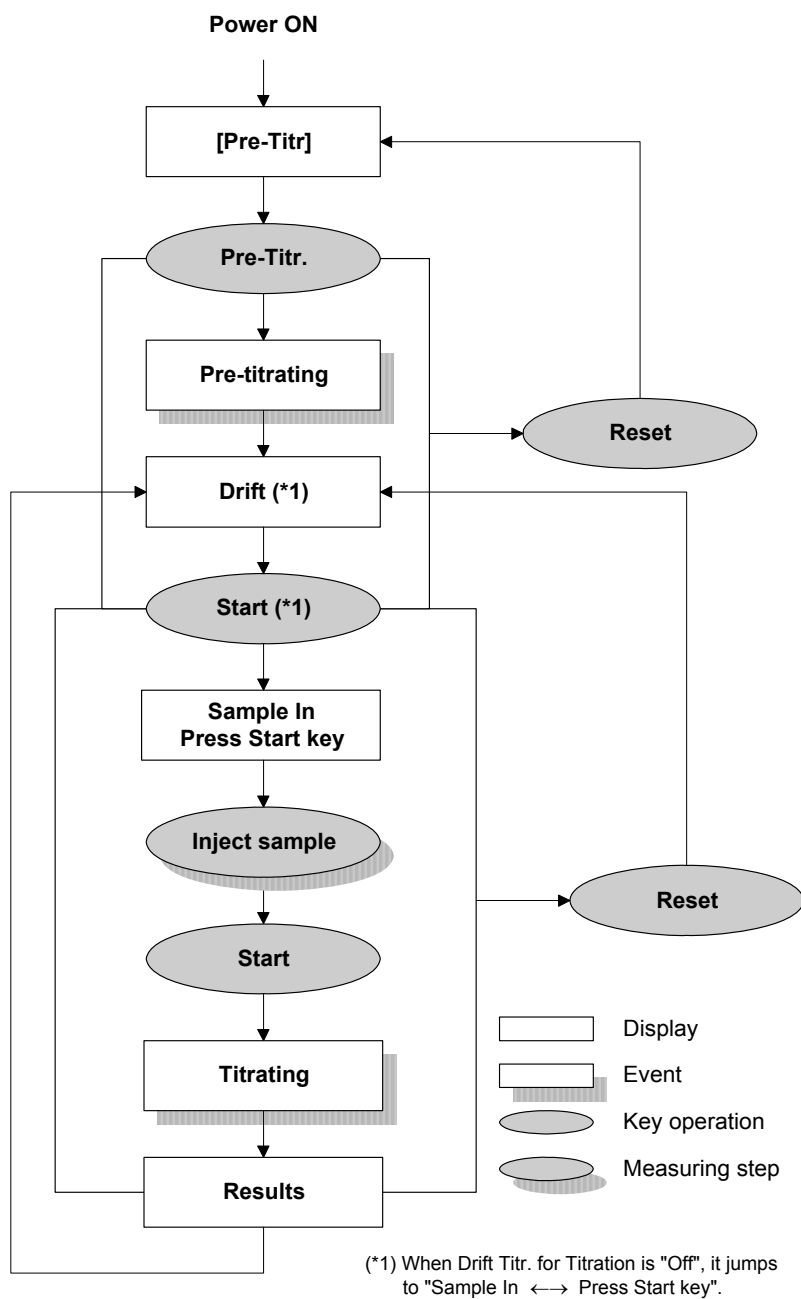 Power ON
[Pre-Titr]
Pre-Titr.
Pre-titrating
Reset
Drift (*1)
Start (*1)
Sample In
Press Start key
Inject sample
Reset
Start
Titrating
Results
Display
Event
Key operation
Measuring step
(*1) When Drift Titr. for Titration is "Off", it jumps
to "Sample In ←→ Press Start key".